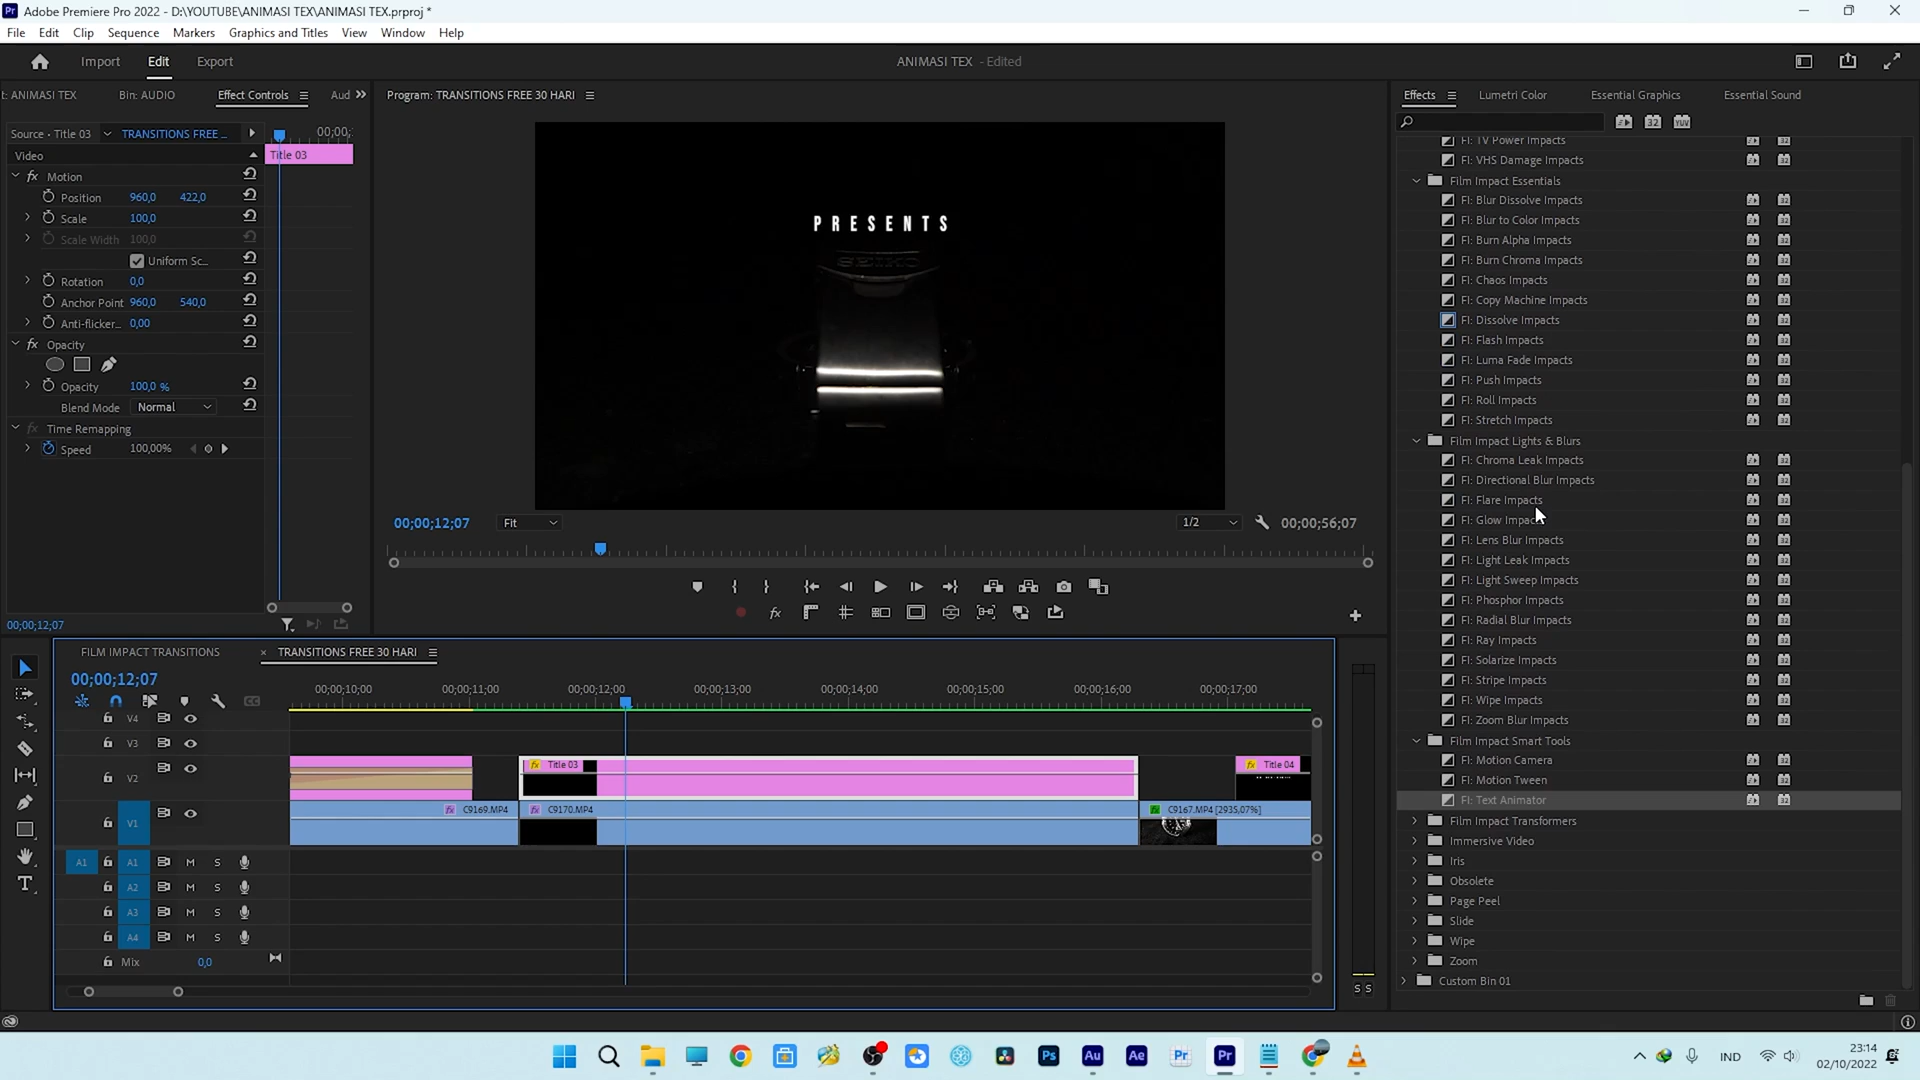 Adobe Premiere Pro 2022 - D:\YOUTUBE\ANIMASI TEX\ANIMASI TEX.prproj *
File Edit Clip Sequence Markers Graphics and Titles View Window Help
Import Edit Export
ANIMASI TEX - Edited
t: ANIMASI TEX Bin: AUDIO Effect Controls Aud
Program: TRANSITIONS FREE 30 HARI
Effects Lumetri Color Essential Graphics Essential Sound
Source • Title 03 TRANSITIONS FREE ... 00;00;
Video
Title 03
Motion
Position 960,0 422,0
Scale 100,0
Scale Width 100,0
Uniform Sc...
Rotation 0,0
Anchor Point 960,0 540,0
Anti-flicker... 0,00
Opacity
Opacity 100,0 %
Blend Mode Normal
Time Remapping
Speed 100,00%
00;00;12;07
PRESENTS
SEIKO
00;00;12;07 Fit 1/2 00;00;56;07
FI: TV Power Impacts
FI: VHS Damage Impacts
Film Impact Essentials
FI: Blur Dissolve Impacts
FI: Blur to Color Impacts
FI: Burn Alpha Impacts
FI: Burn Chroma Impacts
FI: Chaos Impacts
FI: Copy Machine Impacts
FI: Dissolve Impacts
FI: Flash Impacts
FI: Luma Fade Impacts
FI: Push Impacts
FI: Roll Impacts
FI: Stretch Impacts
Film Impact Lights & Blurs
FI: Chroma Leak Impacts
FI: Directional Blur Impacts
FI: Flare Impacts
FI: Glow Impacts
FI: Lens Blur Impacts
FI: Light Leak Impacts
FI: Light Sweep Impacts
FI: Phosphor Impacts
FI: Radial Blur Impacts
FI: Ray Impacts
FI: Solarize Impacts
FI: Stripe Impacts
FI: Wipe Impacts
FI: Zoom Blur Impacts
Film Impact Smart Tools
FI: Motion Camera
FI: Motion Tween
FI: Text Animator
Film Impact Transformers
Immersive Video
Iris
Obsolete
Page Peel
Slide
Wipe
Zoom
Custom Bin 01
FILM IMPACT TRANSITIONS × TRANSITIONS FREE 30 HARI
00;00;12;07
00;00;10;00 00;00;11;00 00;00;12;00 00;00;13;00 00;00;14;00 00;00;15;00 00;00;16;00 00;00;17;00
V4
V3
V2 Title 03 Title 04
V1 C9169.MP4 C9170.MP4 C9167.MP4 [2935,07%]
A1 A1 M S
A2 M S
A3 M S
A4 M S
Mix 0,0
S S
IND
23:14
02/10/2022